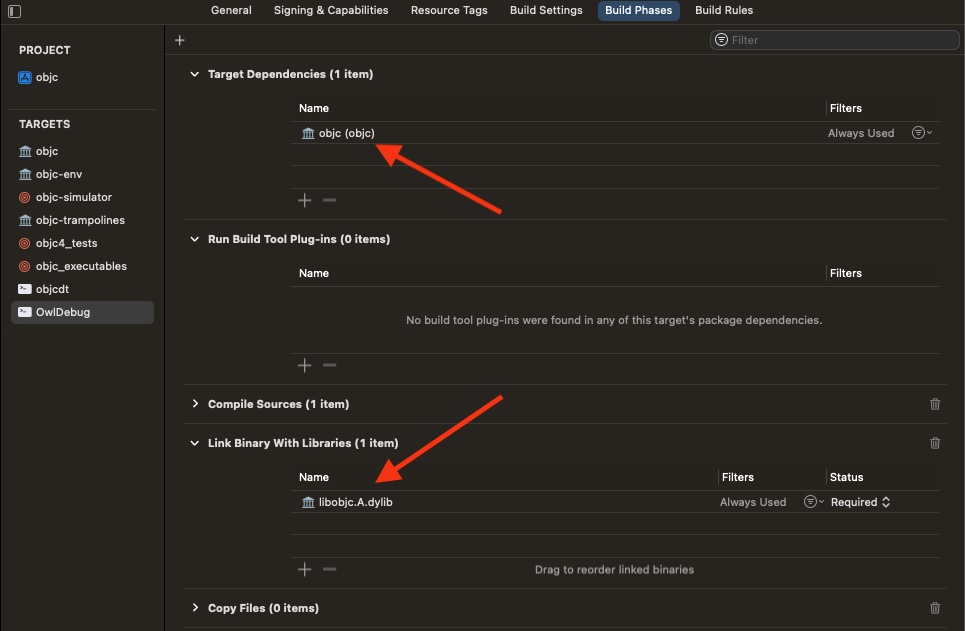 General Signing & Capabilities Resource Tags Build Settings Build Phases Build Rules
PROJECT
objc
TARGETS
objc
objc-env
objc-simulator
objc-trampolines
objc4_tests
objc_executables
objcdt
OwlDebug
Filter
Target Dependencies (1 item)
Name Filters
objc (objc) Always Used
Run Build Tool Plug-ins (0 items)
Name Filters
No build tool plug-ins were found in any of this target's package dependencies.
Compile Sources (1 item)
Link Binary With Libraries (1 item)
Name Filters Status
libobjc.A.dylib Always Used Required
Drag to reorder linked binaries
Copy Files (0 items)